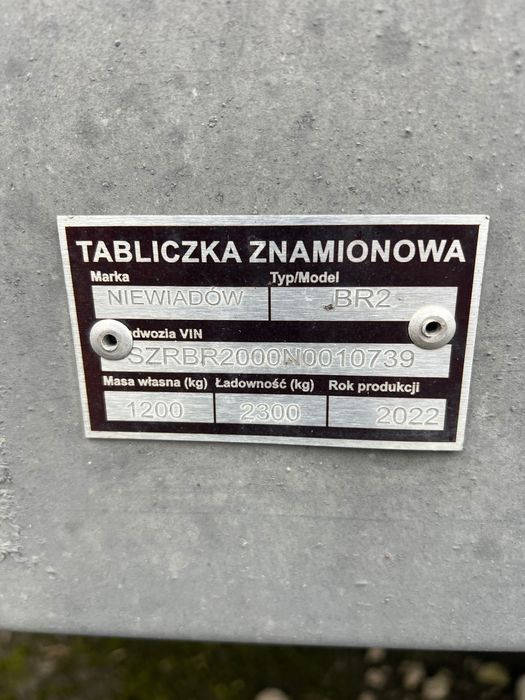 TABLICZKA ZNAMIONOWA
Marka Typ/Model
NIEWIADÓW BR2
dwozia VIN
SZRBR2000N0010739
Masa własna (kg) Ładowność (kg) Rok produkcji
1200 2300 2022